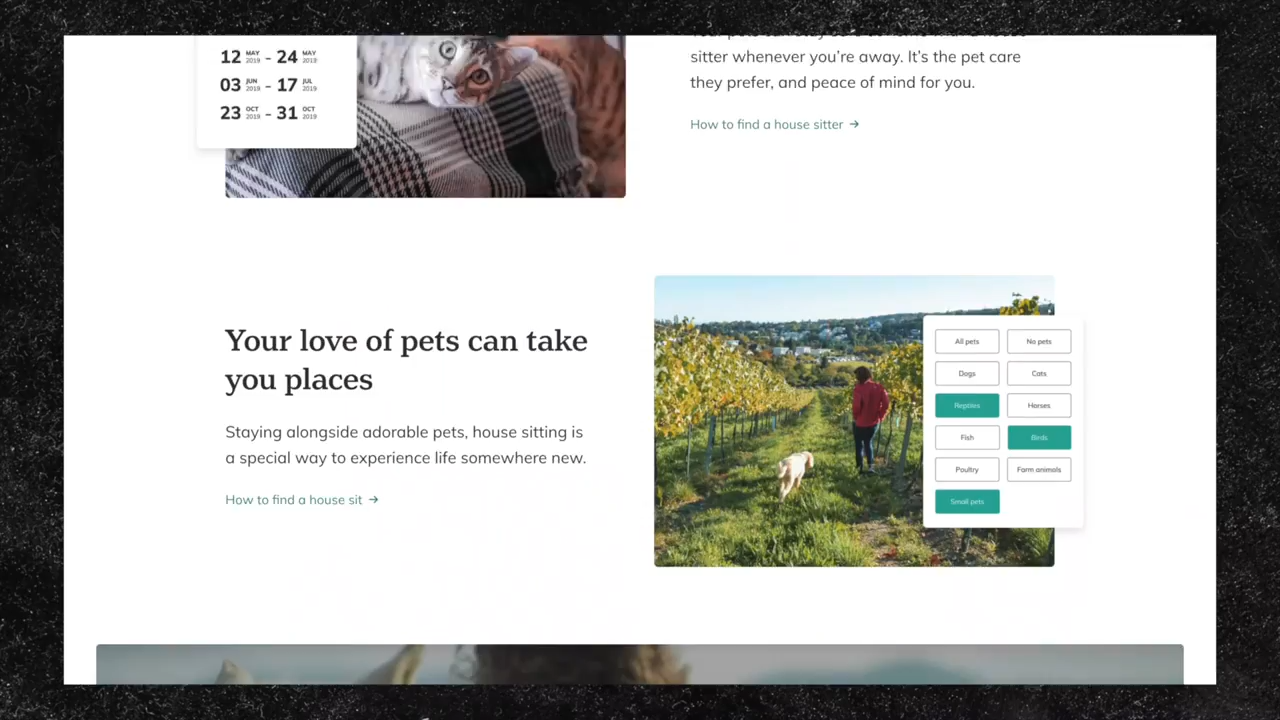 12 MAY 2019 - 24 MAY 2019
03 JUN 2019 - 17 JUL 2019
23 OCT 2019 - 31 OCT 2019
sitter whenever you're away. It's the pet care
they prefer, and peace of mind for you.
How to find a house sitter →
Your love of pets can take
you places
Staying alongside adorable pets, house sitting is
a special way to experience life somewhere new.
How to find a house sit →
All pets
No pets
Dogs
Cats
Reptiles
Horses
Fish
Birds
Poultry
Farm animals
Small pets